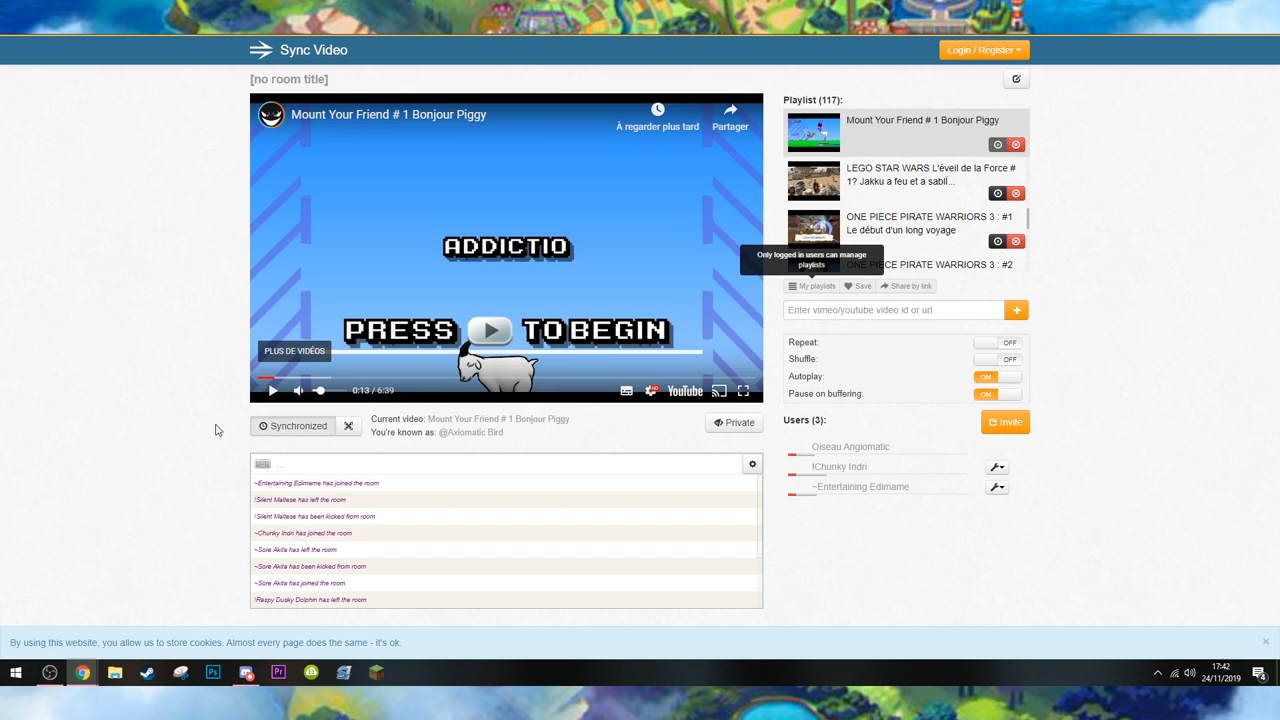 Sync Video
Login / Register
[no room title]
Mount Your Friend # 1 Bonjour Piggy
À regarder plus tard
Partager
ADDICTIO
PRESS TO BEGIN
PLUS DE VIDÉOS
0:13 / 6:39
HD
YouTube
Playlist (117):
Mount Your Friend # 1 Bonjour Piggy
LEGO STAR WARS L'éveil de la Force #
1? Jakku a feu et a sabli...
ONE PIECE PIRATE WARRIORS 3 : #1
Le début d'un long voyage
ONE PIECE PIRATE WARRIORS 3 : #2
Only logged in users can manage
playlists
My playlists
Save
Share by link
Enter vimeo/youtube video id or url
Repeat: OFF
Shuffle: OFF
Autoplay: ON
Pause on buffering: ON
Synchronized
Current video: Mount Your Friend # 1 Bonjour Piggy
You're known as: @Axiomatic Bird
Private
Users (3):
Invite
Oiseau Angiomatic
!Chunky Indri
~Entertaining Edimame
...
~Entertaining Edimame has joined the room
!Silent Maltese has left the room
!Silent Maltese has been kicked from room
~Chunky Indri has joined the room
~Sore Akita has left the room
~Sore Akita has been kicked from room
~Sore Akita has joined the room
!Raspy Dusky Dolphin has left the room
By using this website, you allow us to store cookies. Almost every page does the same - it's ok.
×
Ps
Pr
17:42
24/11/2019
4